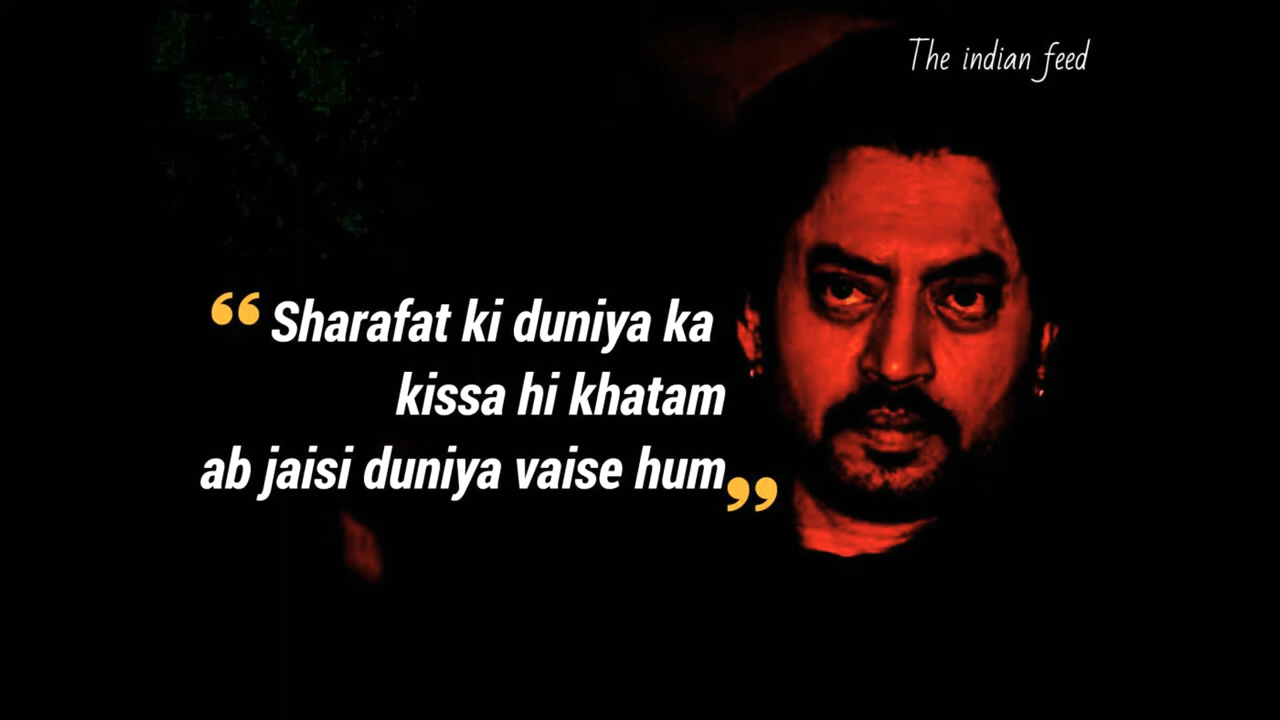 The indian feed
“ Sharafat ki duniya ka
kissa hi khatam
ab jaisi duniya vaise hum ”